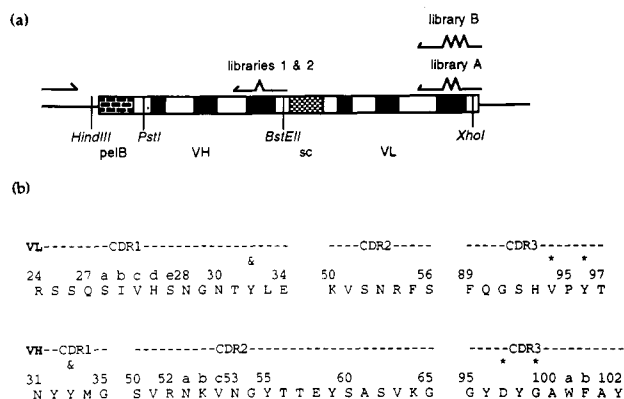 (a)
library B
libraries 1 & 2
library A
HindIII
PstI
BstEII
XhoI
pelB
VH
sc
VL
(b)
VL-------CDR1----------------- -----CDR2----- ------CDR3------
& * *
24 27 a b c d e28 30 34 50 56 89 95 97
R S S Q S I V H S N G N T Y L E K V S N R F S F Q G S H V P Y T
VH--CDR1-- ------------CDR2---------------- ------CDR3-------
& * *
31 35 50 52 a b c53 55 60 65 95 100 a b 102
N Y Y M G S V R N K V N G Y T T E Y S A S V K G G Y D Y G A W F A Y